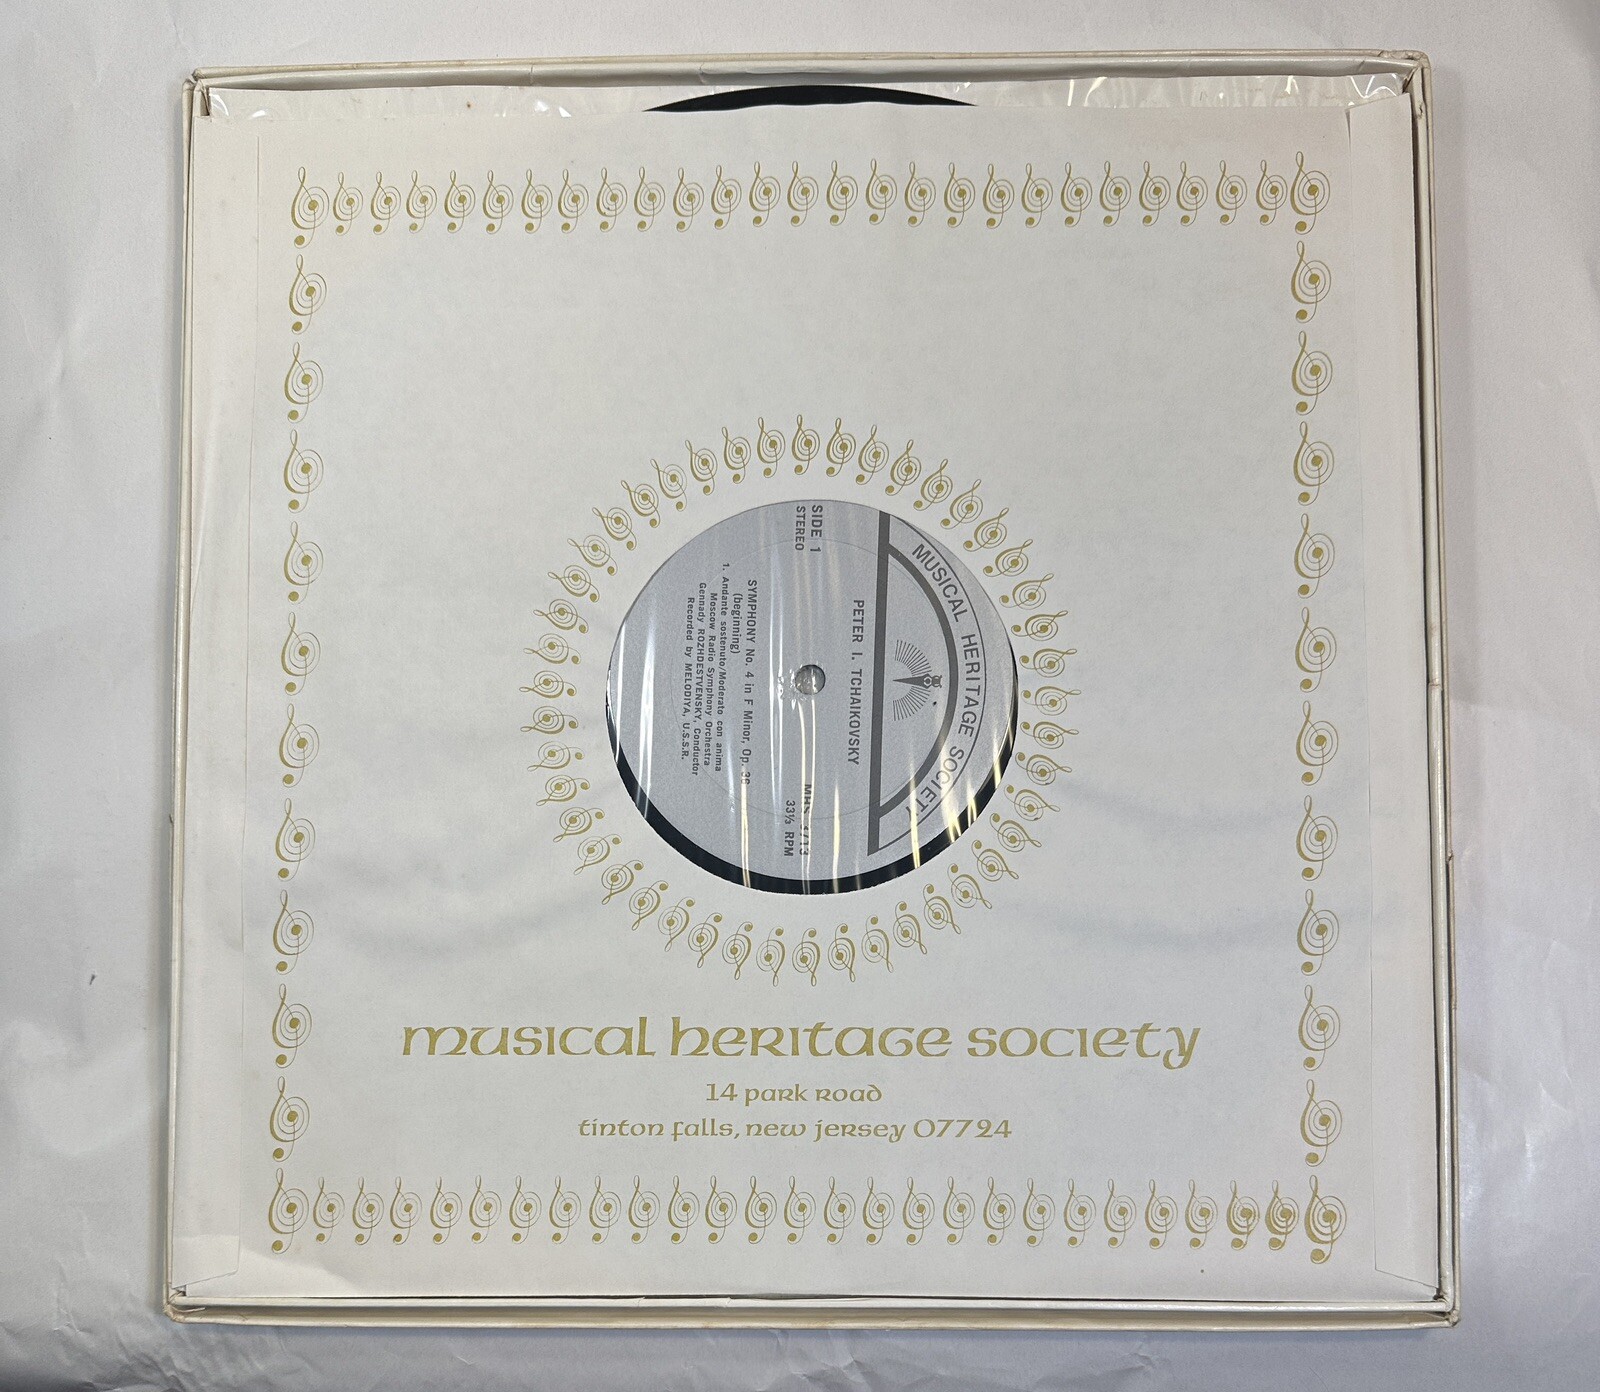 MUSICAL HERITAGE SOCIETY
PETER I. TCHAIKOVSKY
SIDE 1
STEREO
33⅓ RPM
SYMPHONY No. 4 in F Minor, Op.
(beginning)
1. Andante sostenuto/Moderato con anima
Moscow Radio Symphony Orchestra
Gennady ROZHDESTVENSKY, Conductor
Recorded by MELODIYA, U.S.S.R.
musical heritage society
14 park road
tinton falls, new jersey 07724